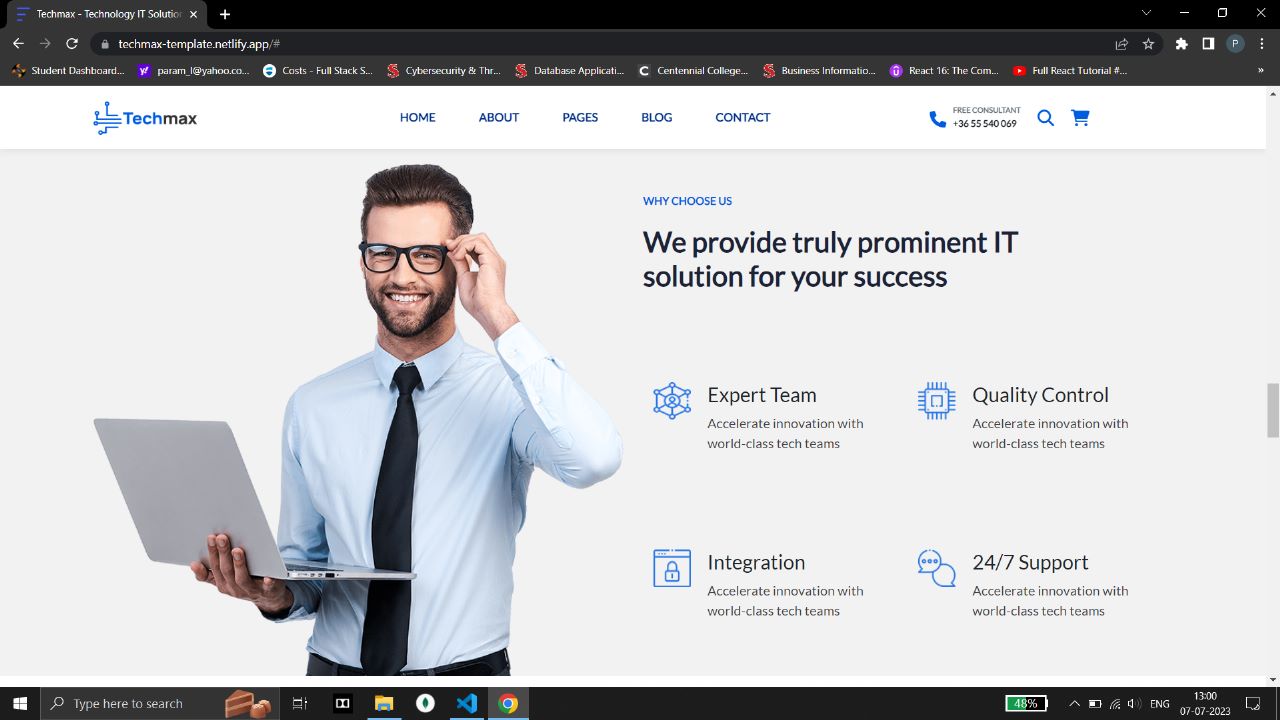 Techmax - Technology IT Solution
techmax-template.netlify.app/#
P
Student Dashboard...
param_l@yahoo.co...
Costs - Full Stack S...
Cybersecurity & Thr...
Database Applicati...
Centennial College...
Business Informatio...
React 16: The Com...
Full React Tutorial #...
»
Techmax
HOME
ABOUT
PAGES
BLOG
CONTACT
FREE CONSULTANT
+36 55 540 069
WHY CHOOSE US
We provide truly prominent IT
solution for your success
Expert Team
Accelerate innovation with
world-class tech teams
Quality Control
Accelerate innovation with
world-class tech teams
Integration
Accelerate innovation with
world-class tech teams
24/7 Support
Accelerate innovation with
world-class tech teams
Type here to search
48%
ENG
13:00
07-07-2023